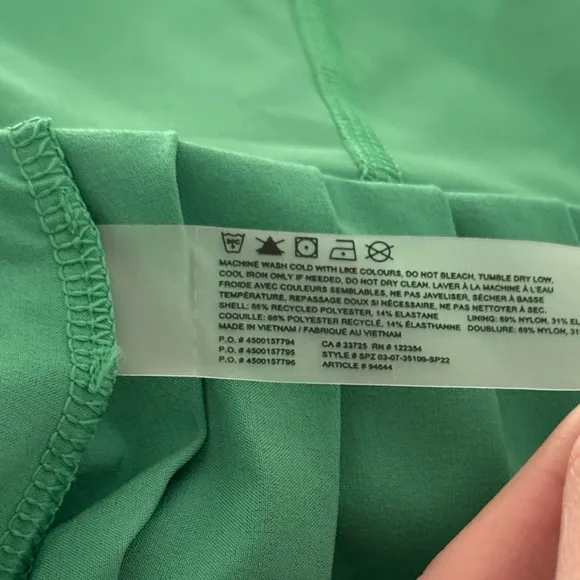 30C
MACHINE WASH COLD WITH LIKE COLOURS, DO NOT BLEACH, TUMBLE DRY LOW.
COOL IRON ONLY IF NEEDED, DO NOT DRY CLEAN. LAVER À LA MACHINE À L'EAU
FROIDE AVEC COULEURS SEMBLABLES, NE PAS JAVELISER, SÉCHER À BASSE
TEMPÉRATURE, REPASSAGE DOUX SI NÉCESSAIRE, NE PAS NETTOYER À SEC.
SHELL: 86% RECYCLED POLYESTER, 14% ELASTANE LINING: 69% NYLON, 31% EL
COQUILLE: 86% POLYESTER RECYCLÉ, 14% ÉLASTHANNE DOUBLURE: 69% NYLON, 31
MADE IN VIETNAM / FABRIQUÉ AU VIETNAM
P.O. # 4500157794 CA # 23725 RN # 122354
P.O. # 4500157795 STYLE # SPZ 03-07-35100-SP22
P.O. # 4500157796 ARTICLE # 94644